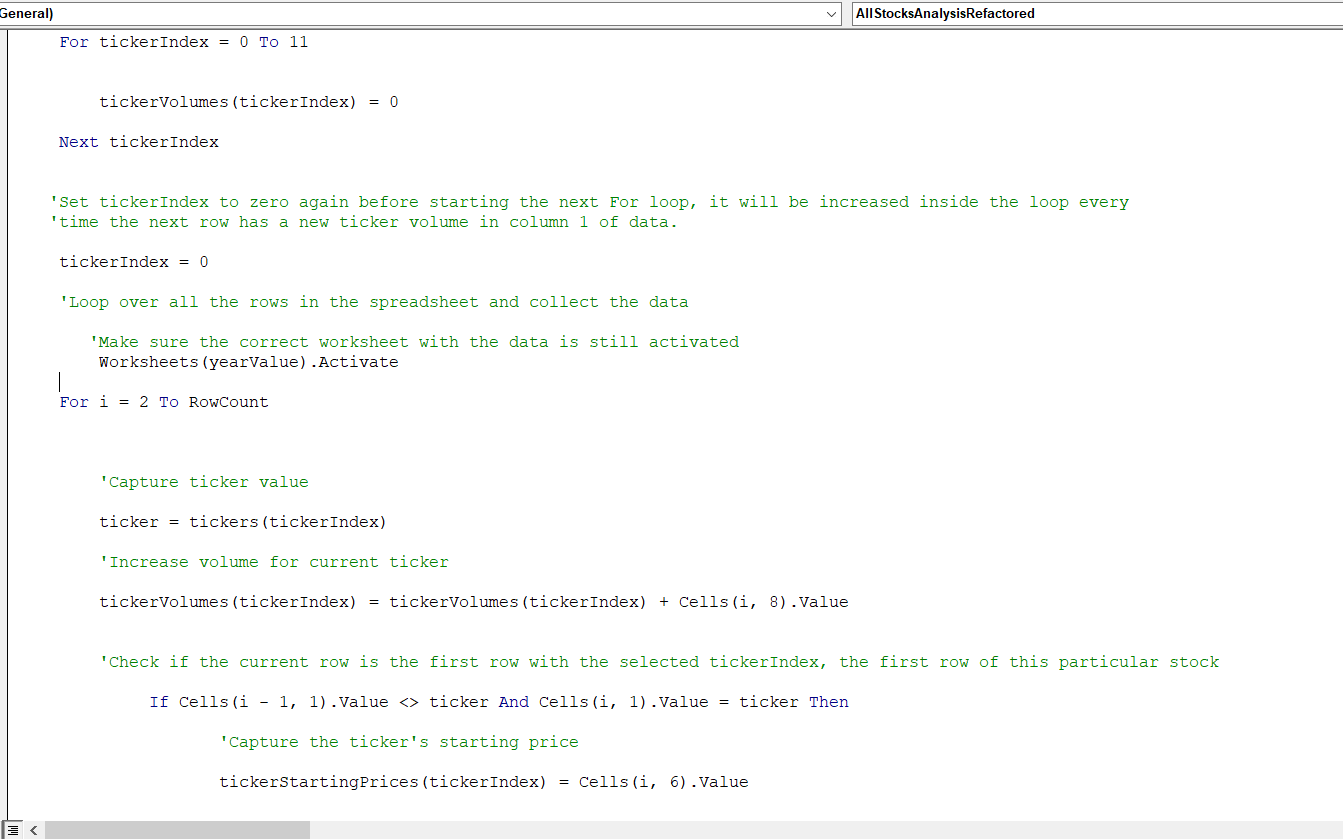 General)
AllStocksAnalysisRefactored
For tickerIndex = 0 To 11
tickerVolumes(tickerIndex) = 0
Next tickerIndex
'Set tickerIndex to zero again before starting the next For loop, it will be increased inside the loop every
'time the next row has a new ticker volume in column 1 of data.
tickerIndex = 0
'Loop over all the rows in the spreadsheet and collect the data
'Make sure the correct worksheet with the data is still activated
Worksheets(yearValue).Activate
For i = 2 To RowCount
'Capture ticker value
ticker = tickers(tickerIndex)
'Increase volume for current ticker
tickerVolumes(tickerIndex) = tickerVolumes(tickerIndex) + Cells(i, 8).Value
'Check if the current row is the first row with the selected tickerIndex, the first row of this particular stock
If Cells(i - 1, 1).Value <> ticker And Cells(i, 1).Value = ticker Then
'Capture the ticker's starting price
tickerStartingPrices(tickerIndex) = Cells(i, 6).Value